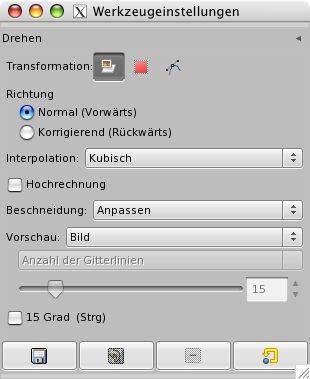 Werkzeugeinstellungen
Drehen
Transformation:
Richtung
Normal (Vorwärts)
Korrigierend (Rückwärts)
Interpolation: Kubisch
Hochrechnung
Beschneidung: Anpassen
Vorschau: Bild
Anzahl der Gitterlinien
15
15 Grad (Strg)